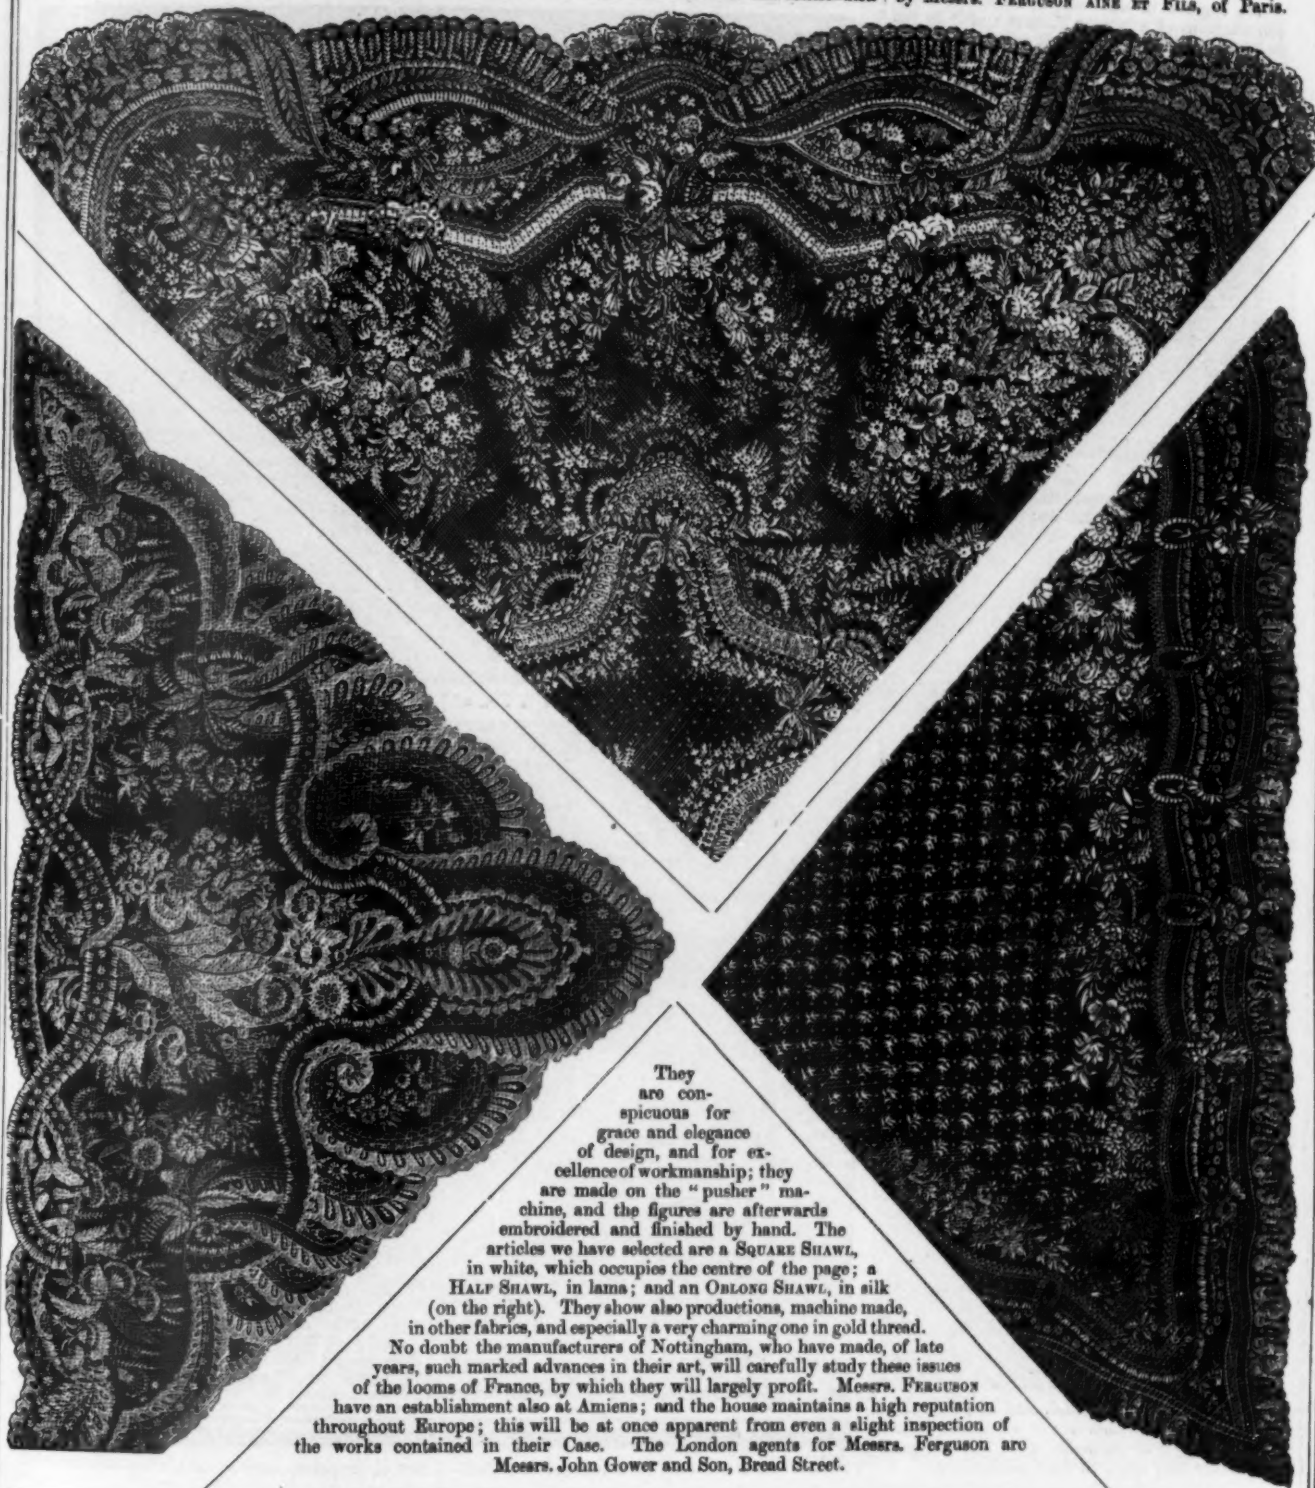 by Messrs. FERGUSON AINE ET FILS, of Paris.
They
are con-
spicuous for
grace and elegance
of design, and for ex-
cellence of workmanship; they
are made on the "pusher" ma-
chine, and the figures are afterwards
embroidered and finished by hand. The
articles we have selected are a SQUARE SHAWL,
in white, which occupies the centre of the page; a
HALF SHAWL, in lama; and an OBLONG SHAWL, in silk
(on the right). They show also productions, machine made,
in other fabrics, and especially a very charming one in gold thread.
No doubt the manufacturers of Nottingham, who have made, of late
years, such marked advances in their art, will carefully study these issues
of the looms of France, by which they will largely profit. Messrs. FERGUSON
have an establishment also at Amiens; and the house maintains a high reputation
throughout Europe; this will be at once apparent from even a slight inspection of
the works contained in their Case. The London agents for Messrs. Ferguson are
Messrs. John Gower and Son, Bread Street.